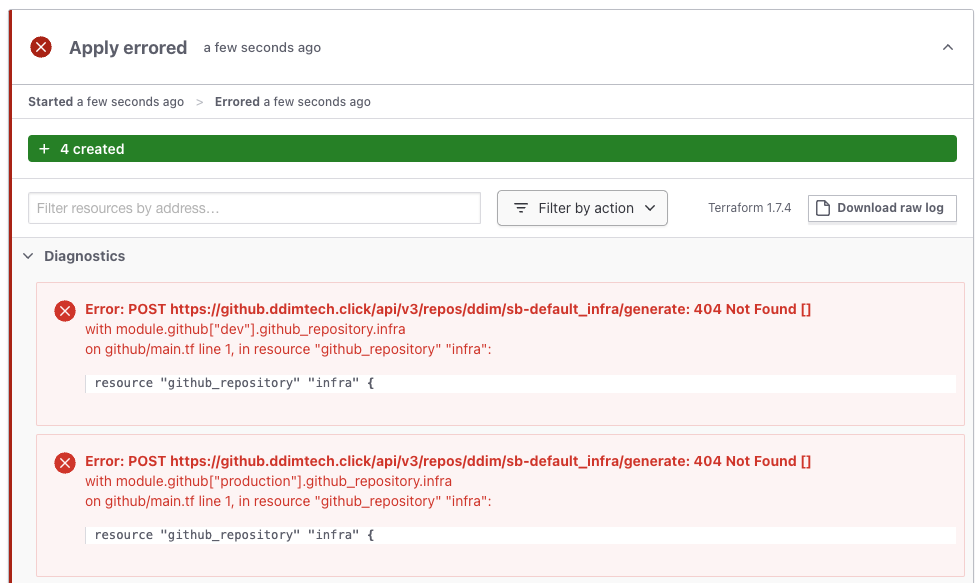 Apply errored a few seconds ago
Started a few seconds ago > Errored a few seconds ago
+ 4 created
Filter resources by address... Filter by action Terraform 1.7.4 Download raw log
Diagnostics
Error: POST https://github.ddimtech.click/api/v3/repos/ddim/sb-default_infra/generate: 404 Not Found []
with module.github["dev"].github_repository.infra
on github/main.tf line 1, in resource "github_repository" "infra":
resource "github_repository" "infra" {
Error: POST https://github.ddimtech.click/api/v3/repos/ddim/sb-default_infra/generate: 404 Not Found []
with module.github["production"].github_repository.infra
on github/main.tf line 1, in resource "github_repository" "infra":
resource "github_repository" "infra" {